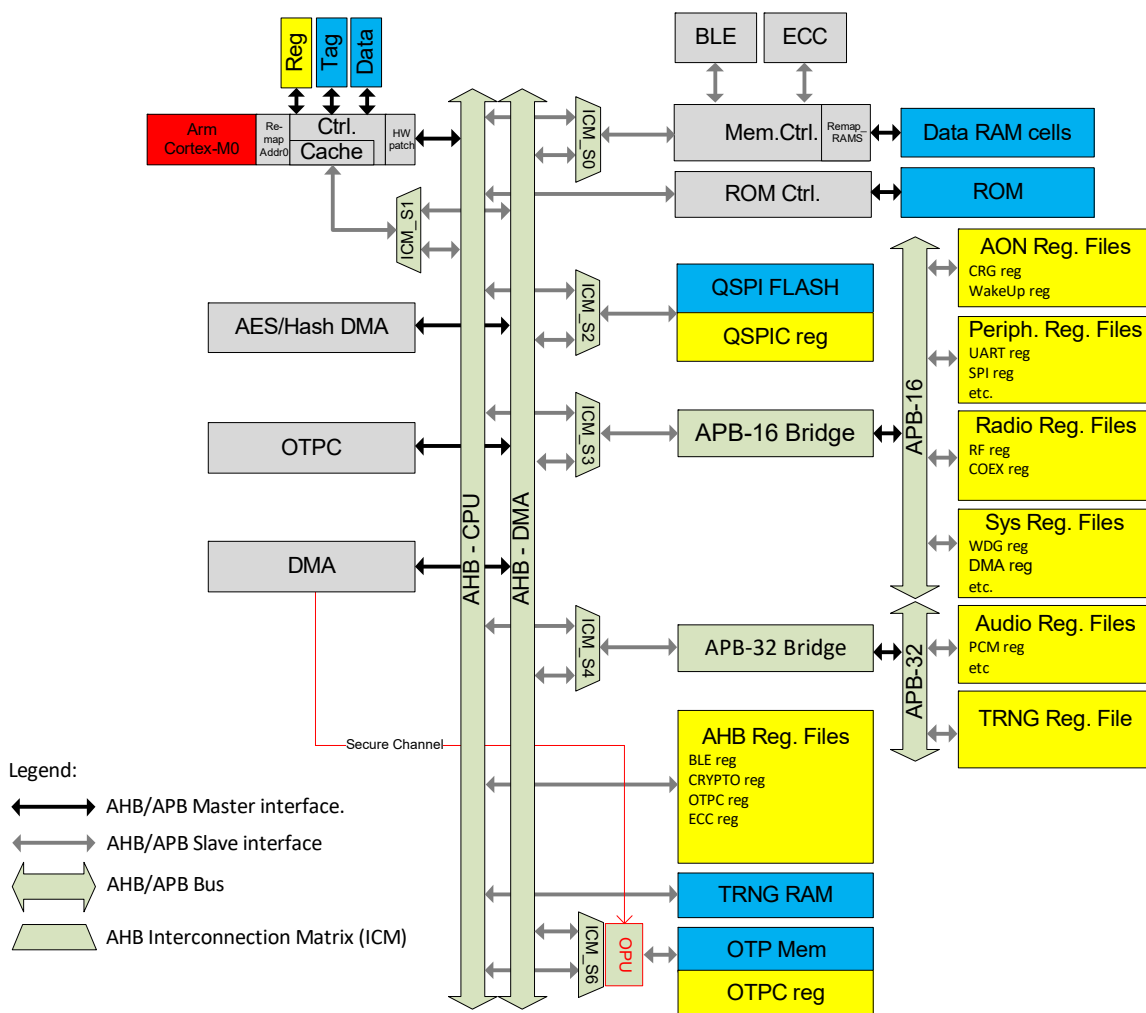 BLE
ECC
Reg
Tag
Data
Arm
Cortex-M0
Re-
map
Addr0
Ctrl.
Cache
HW
patch
ICM_S0
Mem.Ctrl.
Remap_
RAMS
Data RAM cells
ROM Ctrl.
ROM
ICM_S1
AON Reg. Files
CRG reg
WakeUp reg
QSPI FLASH
QSPIC reg
ICM_S2
AES/Hash DMA
Periph. Reg. Files
UART reg
SPI reg
etc.
APB-16
ICM_S3
APB-16 Bridge
OTPC
Radio Reg. Files
RF reg
COEX reg
AHB - CPU
AHB - DMA
Sys Reg. Files
WDG reg
DMA reg
etc.
DMA
ICM_S4
APB-32 Bridge
APB-32
Audio Reg. Files
PCM reg
etc
TRNG Reg. File
Secure Channel
AHB Reg. Files
BLE reg
CRYPTO reg
OTPC reg
ECC reg
Legend:
AHB/APB Master interface.
AHB/APB Slave interface
AHB/APB Bus
AHB Interconnection Matrix (ICM)
TRNG RAM
ICM_S6
OPU
OTP Mem
OTPC reg